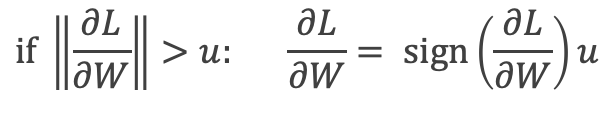 if ‖∂L/∂W‖ > u: ∂L/∂W = sign(∂L/∂W) u